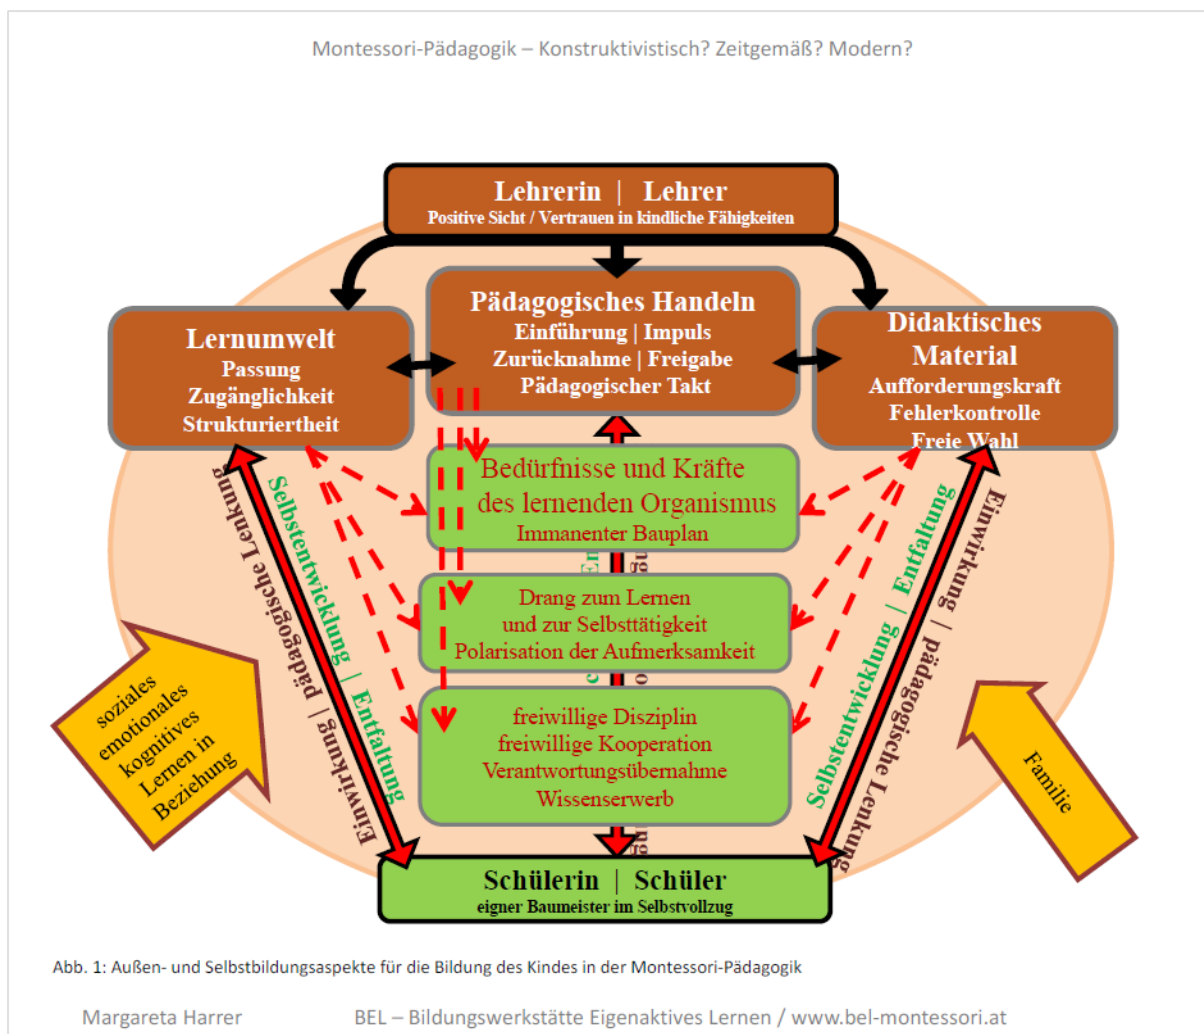 Montessori-Pädagogik – Konstruktivistisch? Zeitgemäß? Modern?
Lehrerin | Lehrer
Positive Sicht / Vertrauen in kindliche Fähigkeiten
Pädagogisches Handeln
Einführung | Impuls
Zurücknahme | Freigabe
Pädagogischer Takt
Lernumwelt
Passung
Zugänglichkeit
Strukturiertheit
Didaktisches
Material
Aufforderungskraft
Fehlerkontrolle
Freie Wahl
Bedürfnisse und Kräfte
des lernenden Organismus
Immanenter Bauplan
Drang zum Lernen
und zur Selbsttätigkeit
Polarisation der Aufmerksamkeit
freiwillige Disziplin
freiwillige Kooperation
Verantwortungsübernahme
Wissenserwerb
Selbstentwicklung | Entfaltung
Einwirkung | pädagogische Lenkung
Selbstentwicklung | Entfaltung
Einwirkung | pädagogische Lenkung
soziales
emotionales
kognitives
Lernen in
Beziehung
Familie
Schülerin | Schüler
eigner Baumeister im Selbstvollzug
Abb. 1: Außen- und Selbstbildungsaspekte für die Bildung des Kindes in der Montessori-Pädagogik
Margareta Harrer BEL – Bildungswerkstätte Eigenaktives Lernen / www.bel-montessori.at